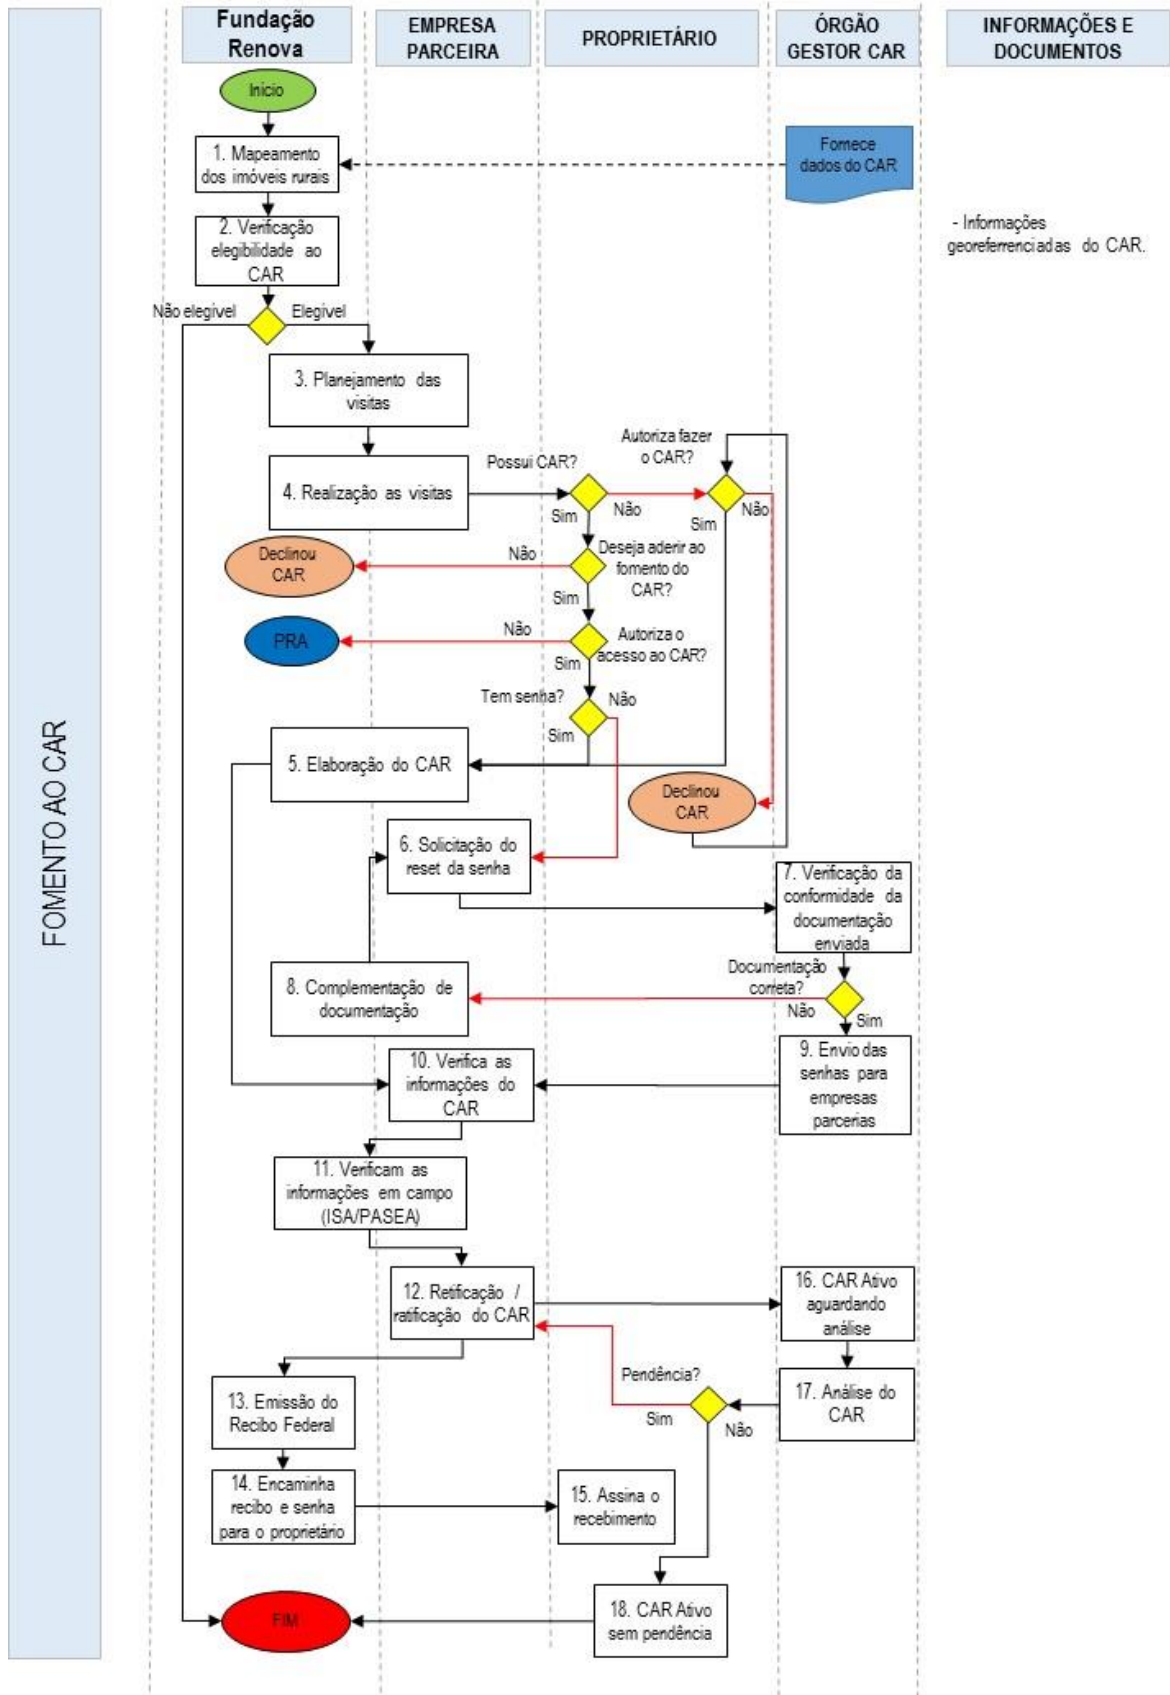 Fundação
Renova
EMPRESA
PARCEIRA
PROPRIETÁRIO
ÓRGÃO
GESTOR CAR
INFORMAÇÕES E
DOCUMENTOS
FOMENTO AO CAR
Inicio
1. Mapeamento
dos imóveis rurais
Fornece
dados do CAR
2. Verificação
elegibilidade ao
CAR
- Informações
georeferrenciadas do CAR.
Não elegível
Elegível
3. Planejamento das
visitas
4. Realização as visitas
Possui CAR?
Autoriza fazer
o CAR?
Sim
Não
Sim
Não
Declinou
CAR
Não
Deseja aderir ao
fomento do
CAR?
Sim
PRA
Não
Autoriza o
acesso ao CAR?
Sim
Tem senha?
Não
Sim
5. Elaboração do CAR
Declinou
CAR
6. Solicitação do
reset da senha
7. Verificação da
conformidade da
documentação
enviada
8. Complementação de
documentação
Documentação
correta?
Não
Sim
9. Envio das
senhas para
empresas
parcerias
10. Verifica as
informações do
CAR
11. Verificam as
informações em campo
(ISA/PASEA)
12. Retificação /
ratificação do CAR
16. CAR Ativo
aguardando
análise
13. Emissão do
Recibo Federal
Pendência?
Sim
Não
17. Análise do
CAR
14. Encaminha
recibo e senha
para o proprietário
15. Assina o
recebimento
FIM
18. CAR Ativo
sem pendência